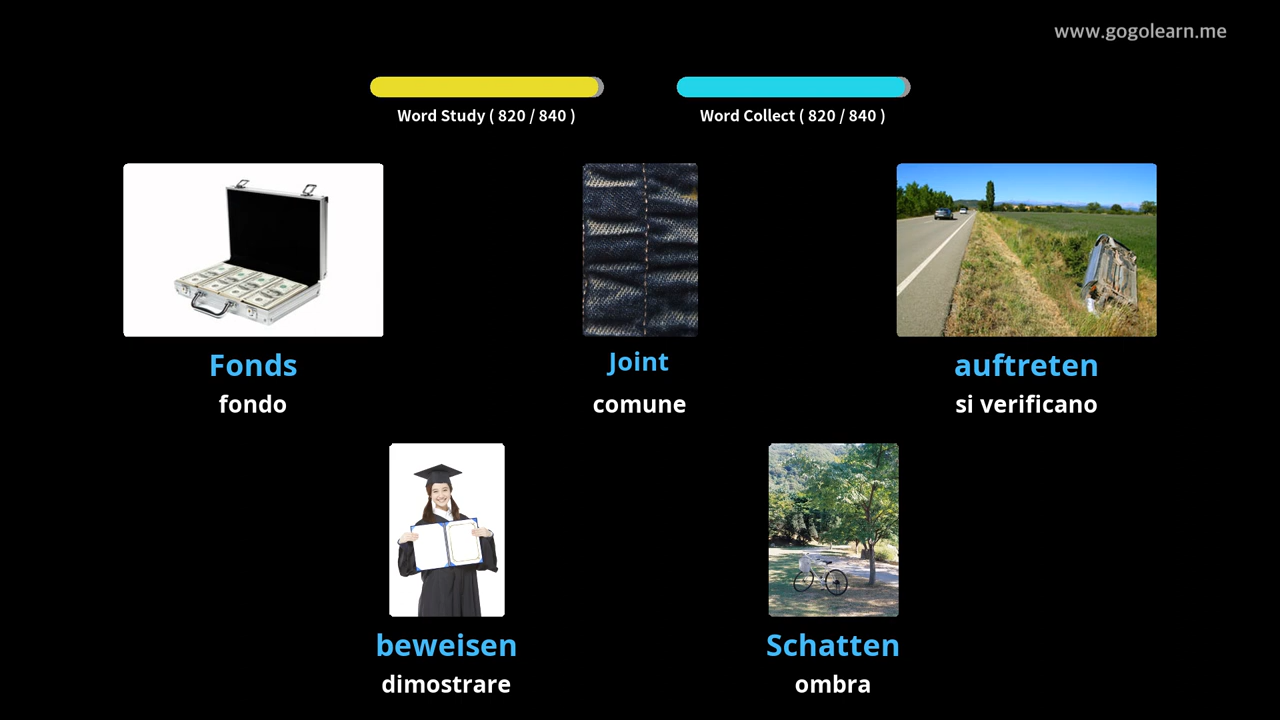 www.gogolearn.me
Word Study ( 820 / 840 )
Word Collect ( 820 / 840 )
Fonds
fondo
Joint
comune
auftreten
si verificano
beweisen
dimostrare
Schatten
ombra